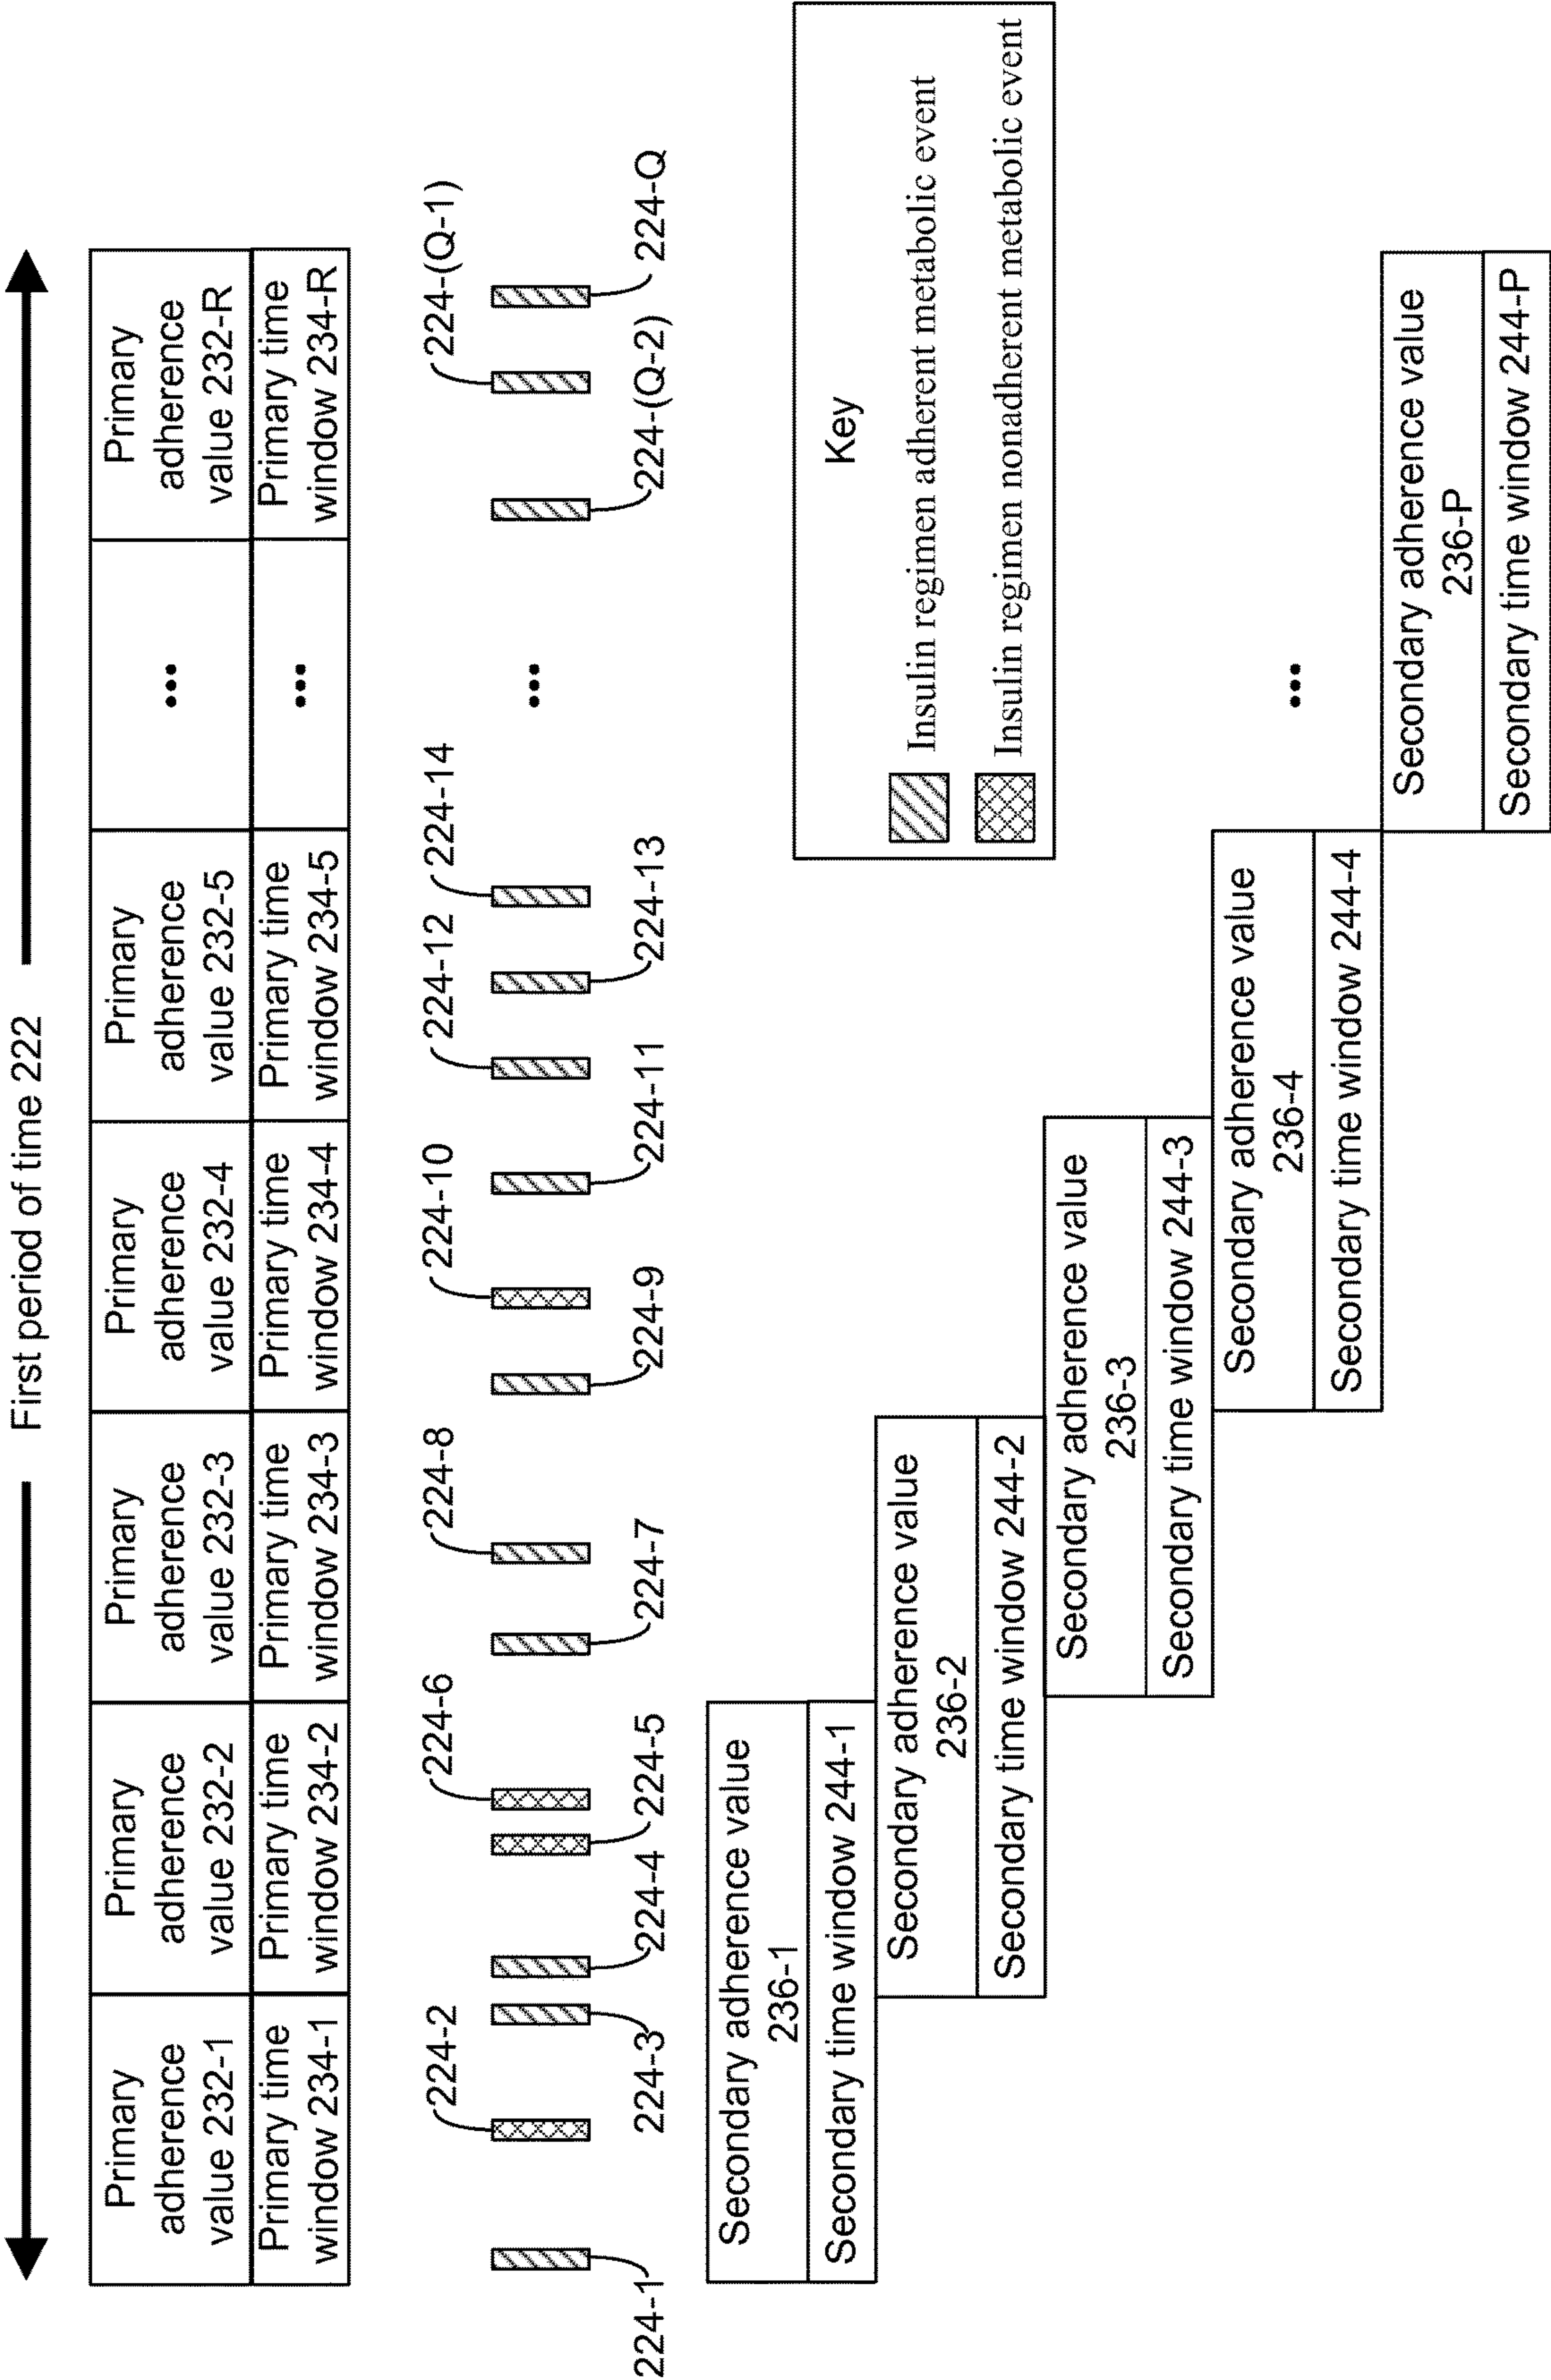 First period of time 222
Primary
adherence
value 232-1
Primary
adherence
value 232-2
Primary
adherence
value 232-3
Primary
adherence
value 232-4
Primary
adherence
value 232-5
...
Primary
adherence
value 232-R
Primary time
window 234-1
Primary time
window 234-2
Primary time
window 234-3
Primary time
window 234-4
Primary time
window 234-5
...
Primary time
window 234-R
224-2
224-6
224-8
224-10
224-12
224-14
224-(Q-1)
...
224-1
224-3
224-4
224-5
224-7
224-9
224-11
224-13
224-(Q-2)
224-Q
Secondary adherence value
236-1
Secondary time window 244-1
Secondary adherence value
236-2
Secondary time window 244-2
Secondary adherence value
236-3
Secondary time window 244-3
Secondary adherence value
236-4
Secondary time window 244-4
...
Secondary adherence value
236-P
Secondary time window 244-P
Key
Insulin regimen adherent metabolic event
Insulin regimen nonadherent metabolic event